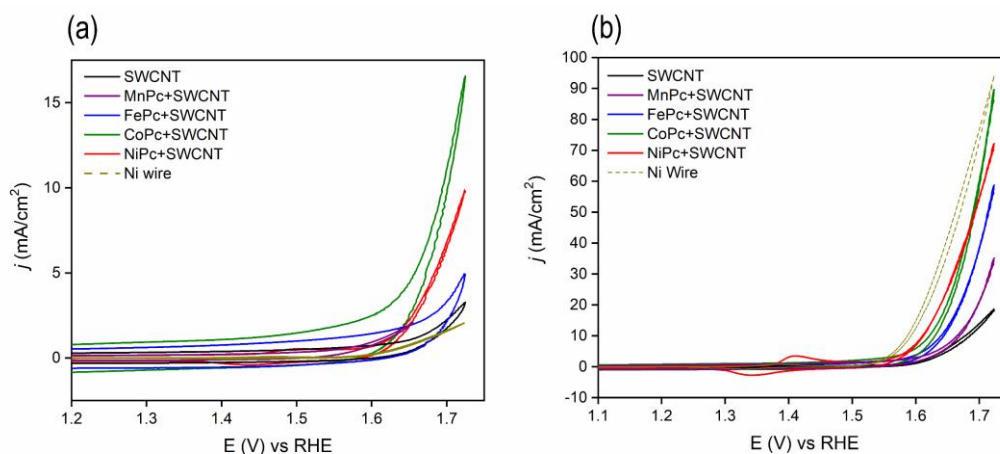 (a)
SWCNT
MnPc+SWCNT
FePc+SWCNT
CoPc+SWCNT
NiPc+SWCNT
Ni wire
15
10
5
0
j (mA/cm²)
1.2 1.3 1.4 1.5 1.6 1.7
E (V) vs RHE
(b)
100
90
80
70
60
50
40
30
20
10
0
-10
SWCNT
MnPc+SWCNT
FePc+SWCNT
CoPc+SWCNT
NiPc+SWCNT
Ni Wire
j (mA/cm²)
1.1 1.2 1.3 1.4 1.5 1.6 1.7
E (V) vs RHE